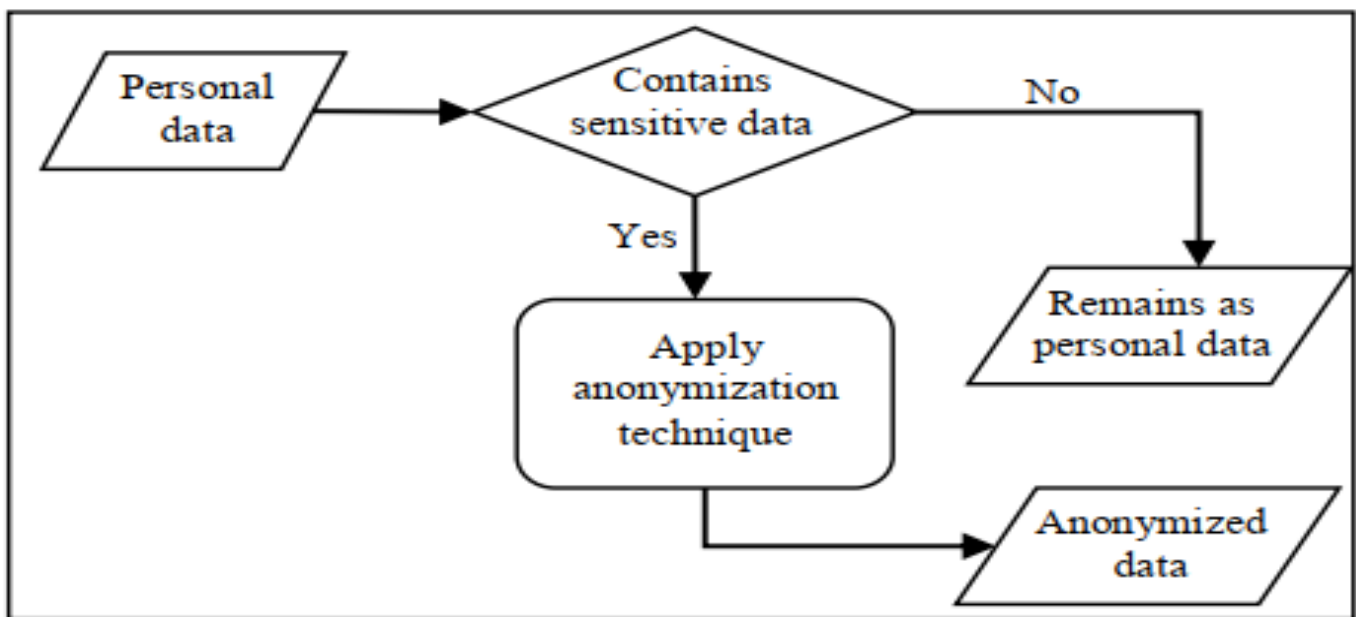 Personal
data
Contains
sensitive data
No
Yes
Remains as
personal data
Apply
anonymization
technique
Anonymized
data